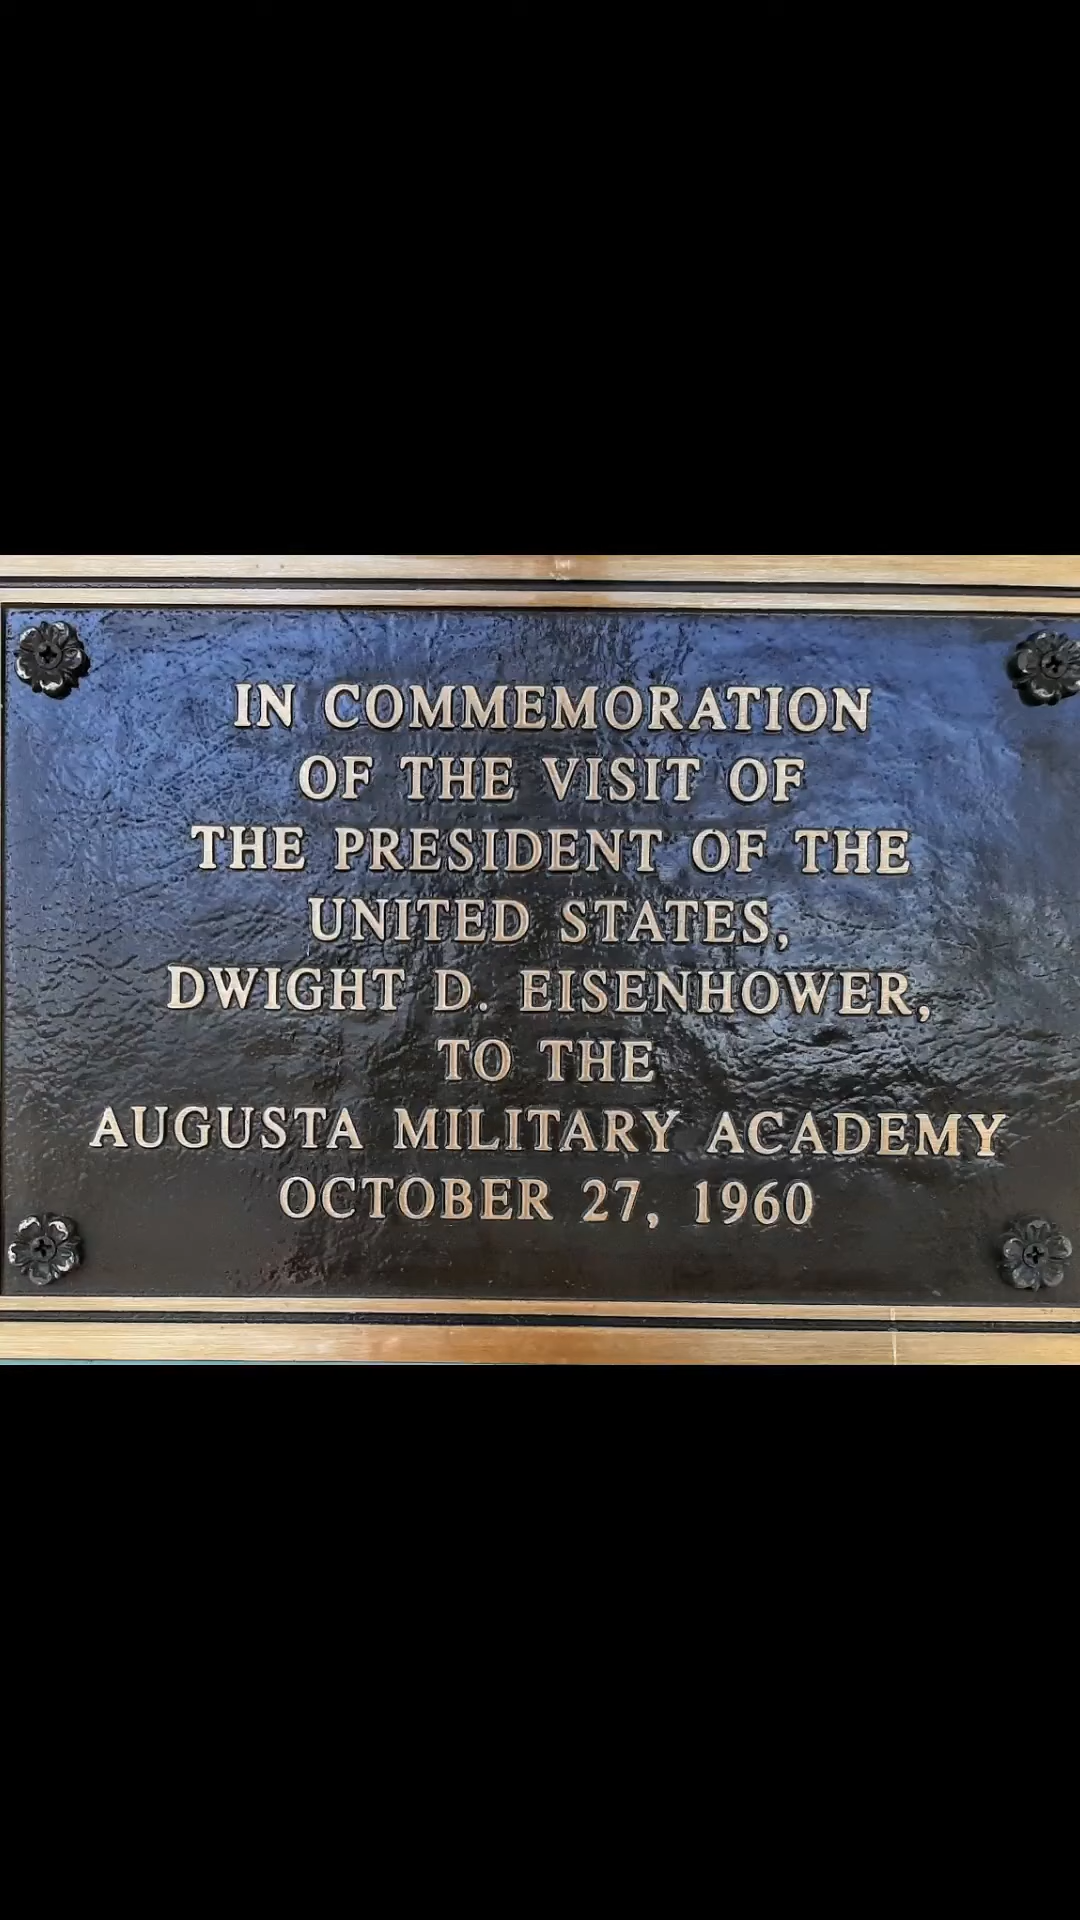 IN COMMEMORATION
OF THE VISIT OF
THE PRESIDENT OF THE
UNITED STATES,
DWIGHT D. EISENHOWER,
TO THE
AUGUSTA MILITARY ACADEMY
OCTOBER 27, 1960